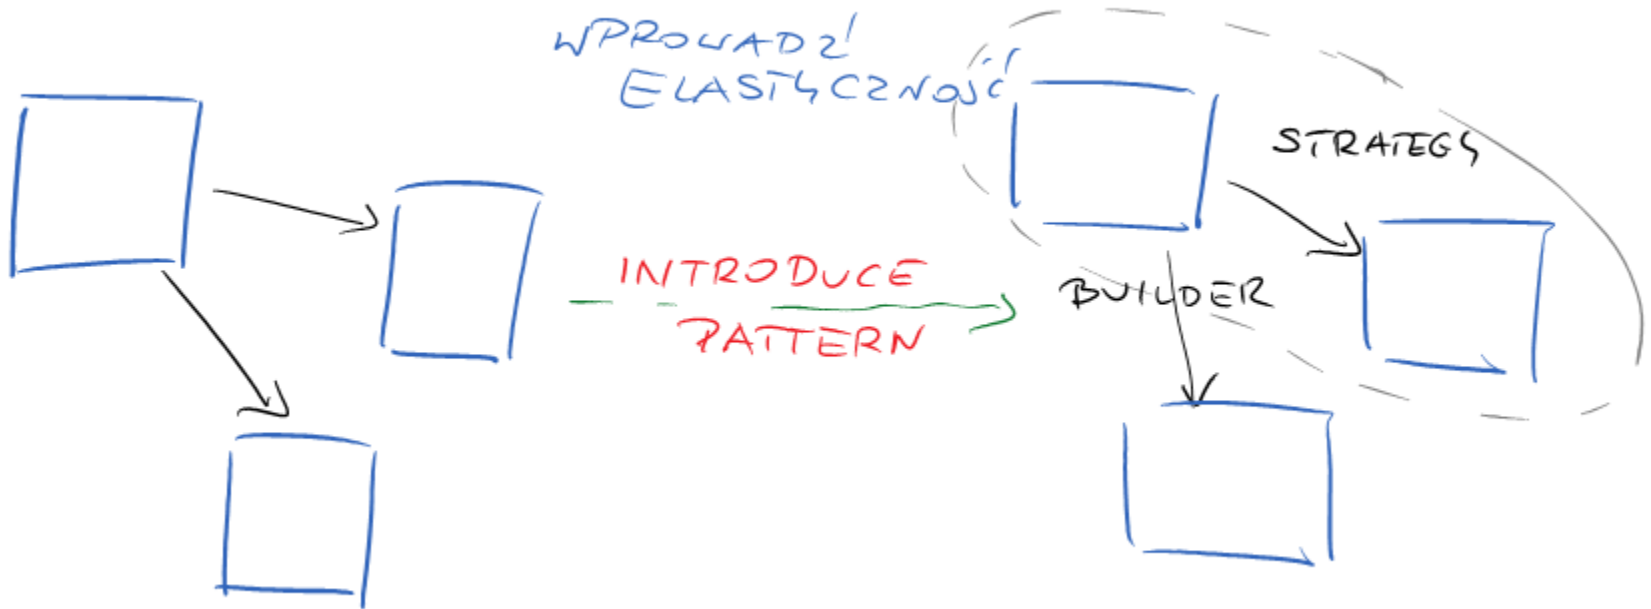 WPROWADŹ
ELASTYCZNOŚĆ
STRATEGY
INTRODUCE
PATTERN
BUILDER